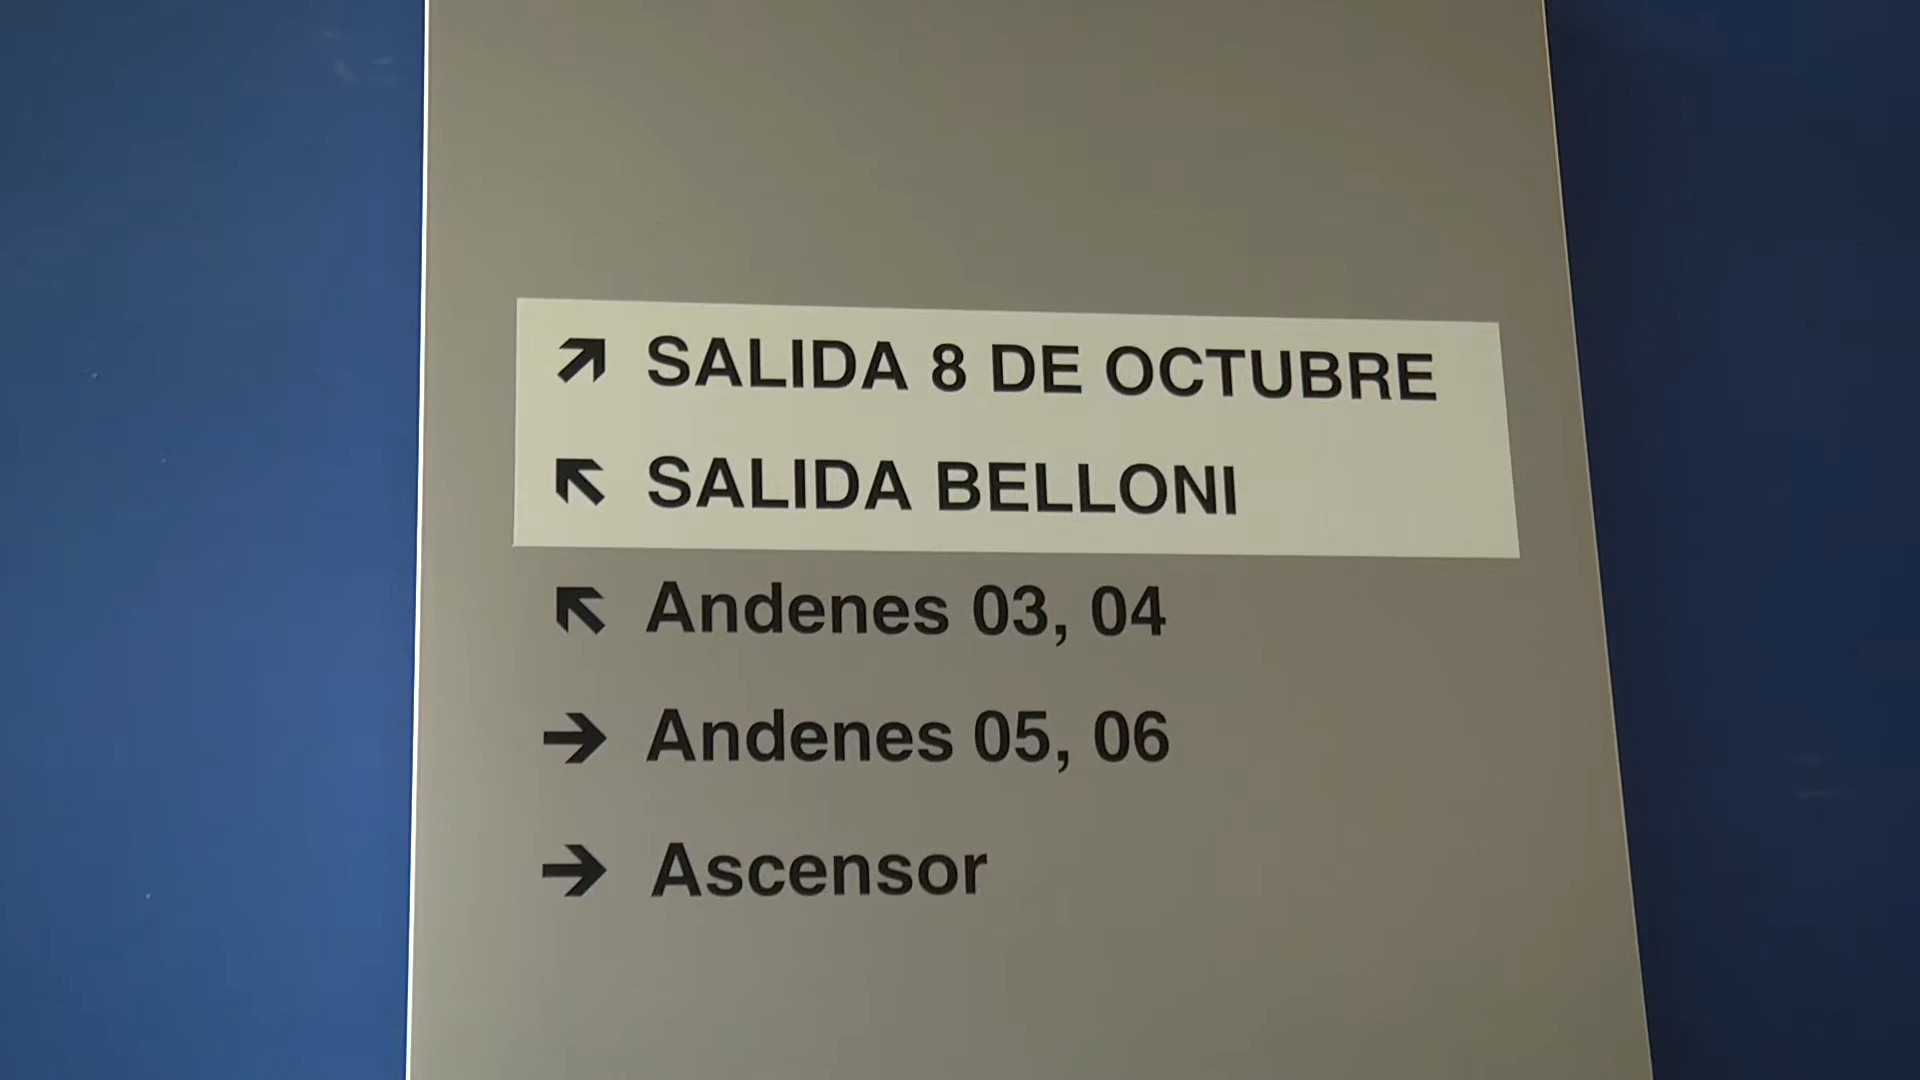 ↗ SALIDA 8 DE OCTUBRE
↖ SALIDA BELLONI
↖ Andenes 03, 04
→ Andenes 05, 06
→ Ascensor